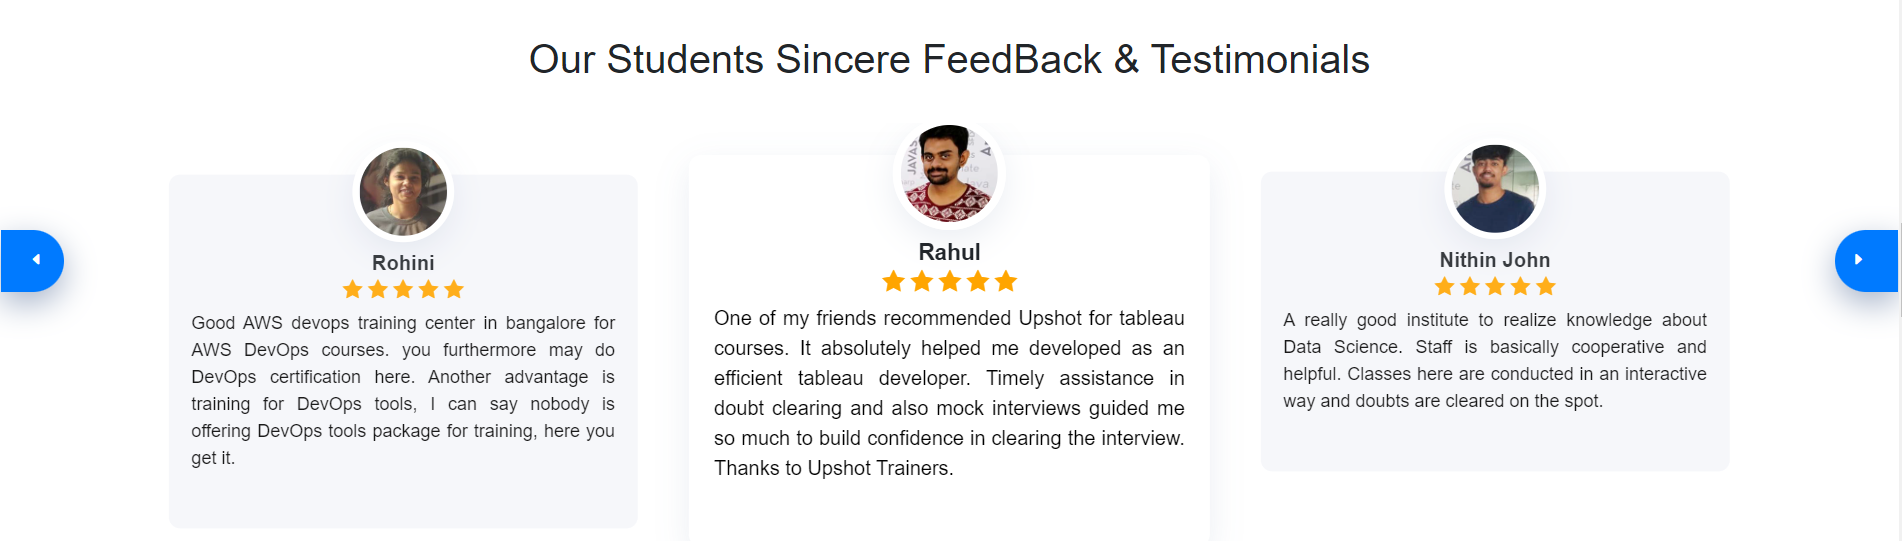 Our Students Sincere FeedBack & Testimonials
Rohini
Good AWS devops training center in bangalore for
AWS DevOps courses. you furthermore may do
DevOps certification here. Another advantage is
training for DevOps tools, I can say nobody is
offering DevOps tools package for training, here you
get it.
JAVAS
Rahul
One of my friends recommended Upshot for tableau
courses. It absolutely helped me developed as an
efficient tableau developer. Timely assistance in
doubt clearing and also mock interviews guided me
so much to build confidence in clearing the interview.
Thanks to Upshot Trainers.
Nithin John
A really good institute to realize knowledge about
Data Science. Staff is basically cooperative and
helpful. Classes here are conducted in an interactive
way and doubts are cleared on the spot.